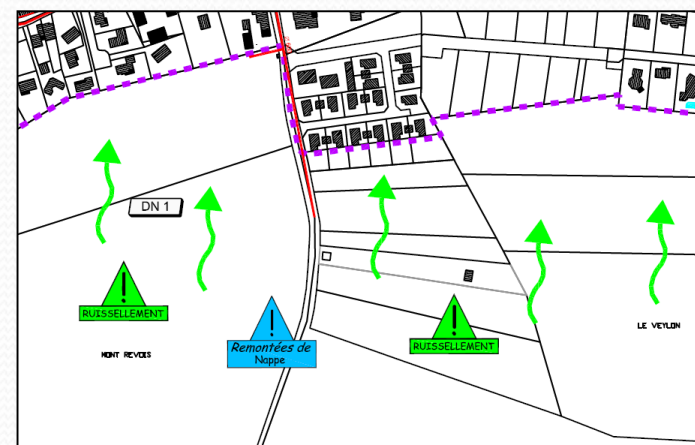 DN 1
RUISSELLEMENT
Remontées de
Nappe
RUISSELLEMENT
LE VEYLON
MONT REVOIS